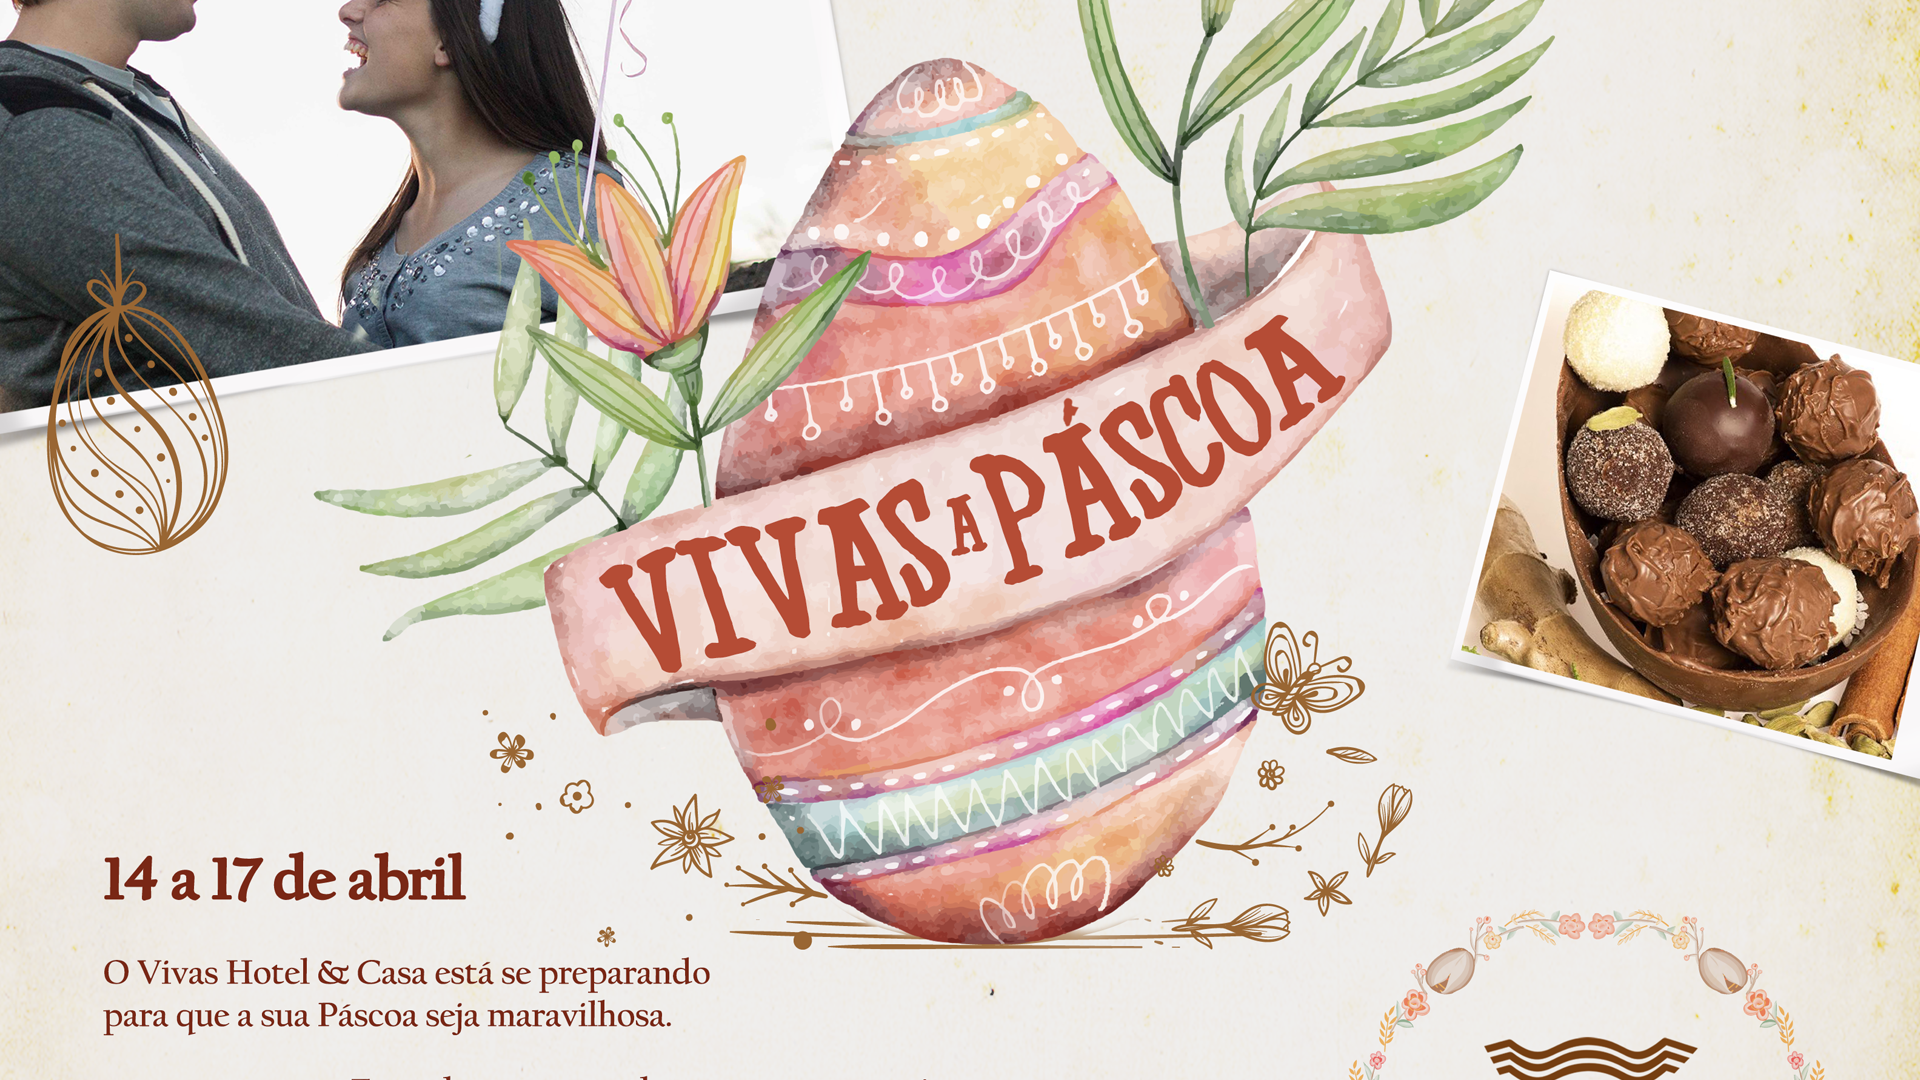 VIVAS A PÁSCOA
14 a 17 de abril
O Vivas Hotel & Casa está se preparando
para que a sua Páscoa seja maravilhosa.